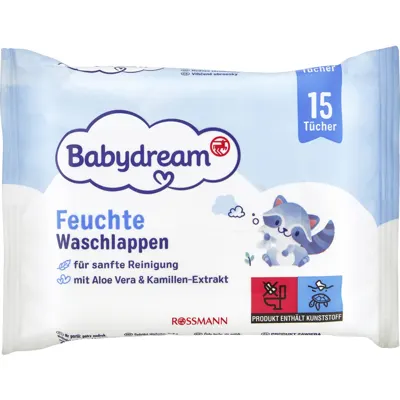 Tücher
15
Tücher
Babydream
Feuchte
Waschlappen
für sanfte Reinigung
mit Aloe Vera & Kamillen-Extrakt
PRODUKT ENTHÄLT KUNSTSTOFF
ROSSMANN